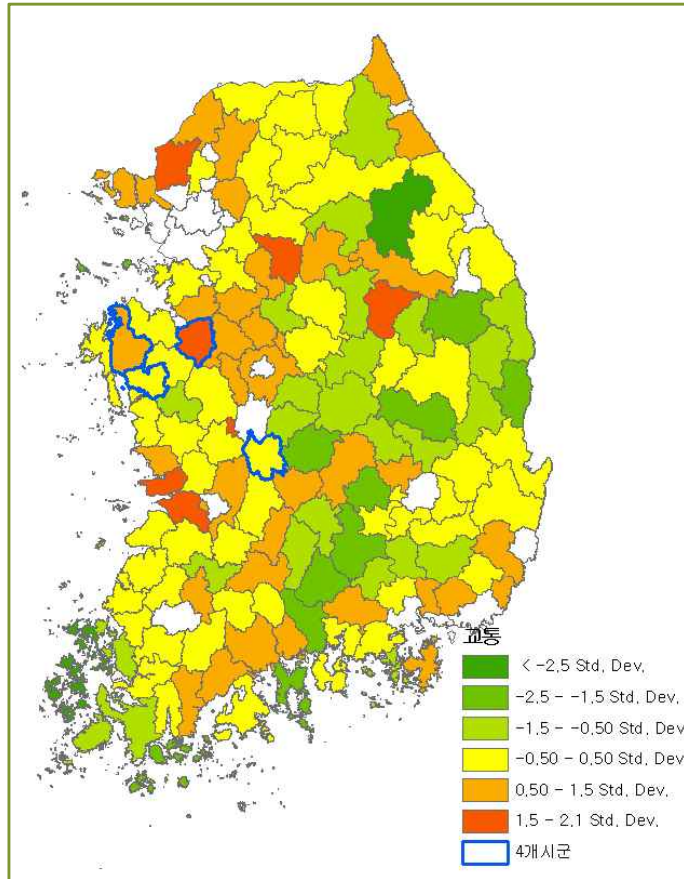 교통
< -2.5 Std. Dev.
-2.5 - -1.5 Std. Dev.
-1.5 - -0.50 Std. Dev
-0.50 - 0.50 Std. Dev
0.50 - 1.5 Std. Dev.
1.5 - 2.1 Std. Dev.
4개시군